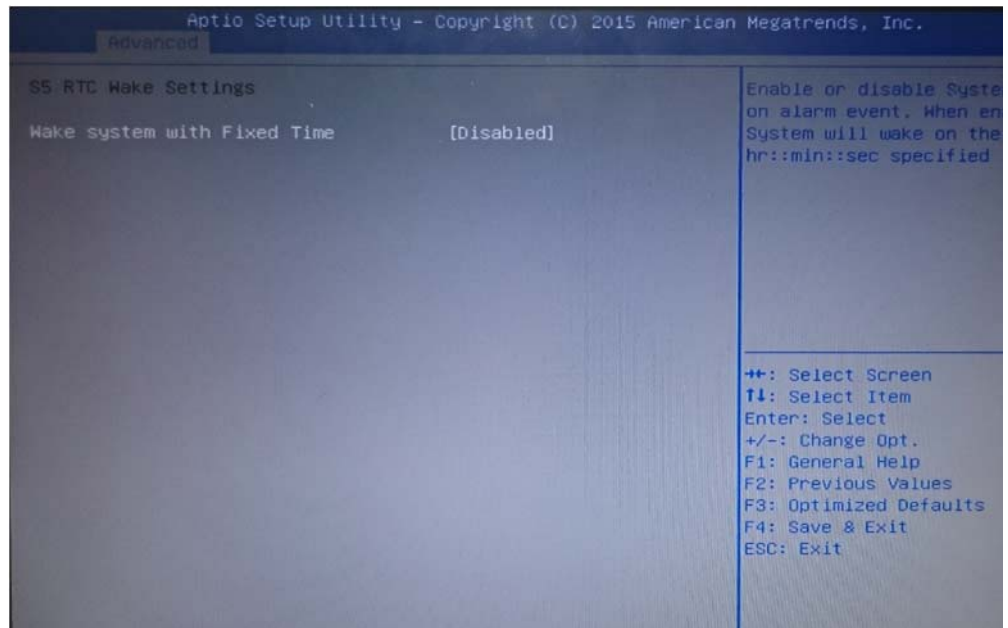 Aptio Setup Utility – Copyright (C) 2015 American Megatrends, Inc.
Advanced
S5 RTC Wake Settings
Wake system with Fixed Time [Disabled]
Enable or disable Syste
on alarm event. When en
System will wake on the
hr::min::sec specified
→←: Select Screen
↑↓: Select Item
Enter: Select
+/-: Change Opt.
F1: General Help
F2: Previous Values
F3: Optimized Defaults
F4: Save & Exit
ESC: Exit